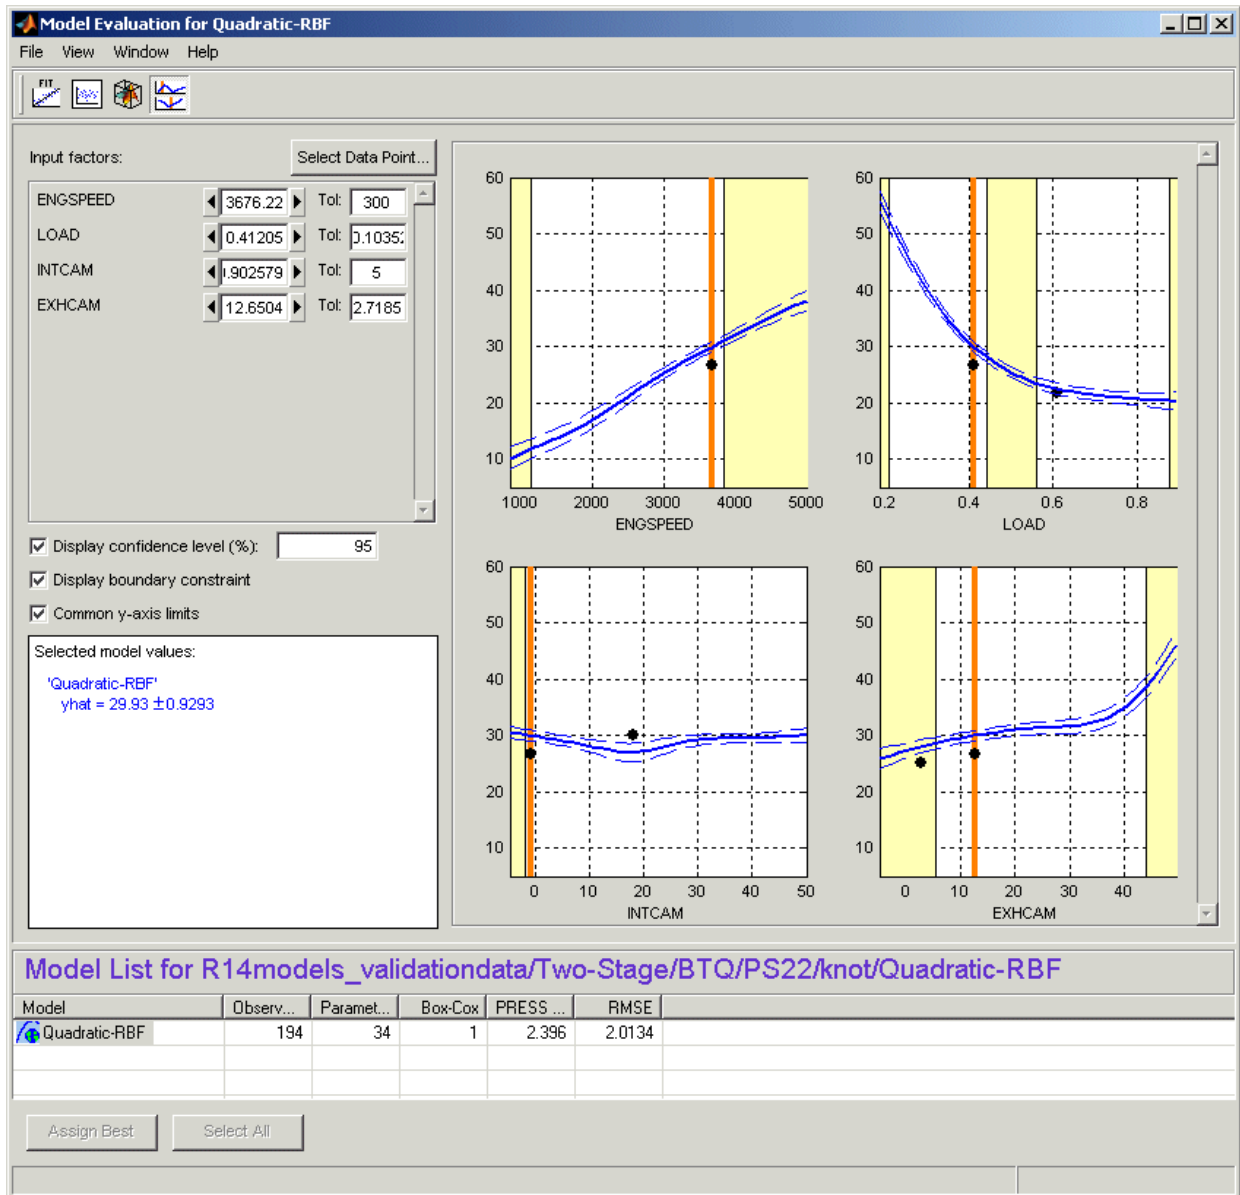 Model Evaluation for Quadratic-RBF
File View Window Help
FIT
Input factors:
Select Data Point...
ENGSPEED 3676.22 Tol: 300
LOAD 0.41205 Tol: 0.1035
INTCAM .902579 Tol: 5
EXHCAM 12.6504 Tol: 2.7185
Display confidence level (%): 95
Display boundary constraint
Common y-axis limits
Selected model values:
'Quadratic-RBF'
yhat = 29.93 ±0.9293
60
50
40
30
20
10
1000 2000 3000 4000 5000
ENGSPEED
60
50
40
30
20
10
0.2 0.4 0.6 0.8
LOAD
60
50
40
30
20
10
0 10 20 30 40 50
INTCAM
60
50
40
30
20
10
0 10 20 30 40
EXHCAM
Model List for R14models_validationdata/Two-Stage/BTQ/PS22/knot/Quadratic-RBF
Model Observ... Paramet... Box-Cox PRESS ... RMSE
Quadratic-RBF 194 34 1 2.396 2.0134
Assign Best Select All